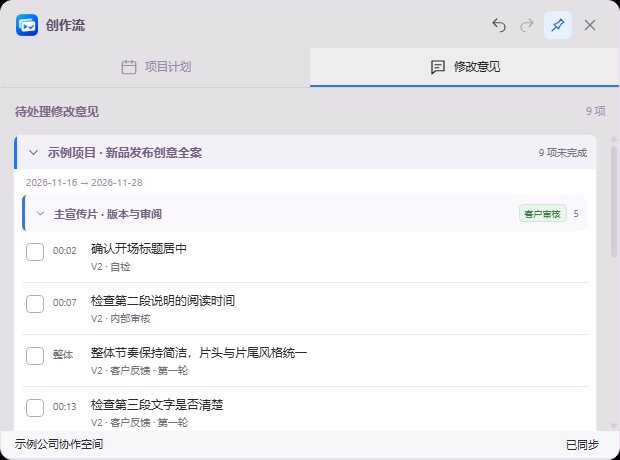 创作流
项目计划
修改意见
待处理修改意见
9 项
示例项目 · 新品发布创意全案
9 项未完成
2026-11-16 → 2026-11-28
主宣传片 · 版本与审阅
客户审核
5
00:02
确认开场标题居中
V2 · 自检
00:07
检查第二段说明的阅读时间
V2 · 内部审核
整体
整体节奏保持简洁，片头与片尾风格统一
V2 · 客户反馈 · 第一轮
00:13
检查第三段文字是否清楚
V2 · 客户反馈 · 第一轮
示例公司协作空间
已同步